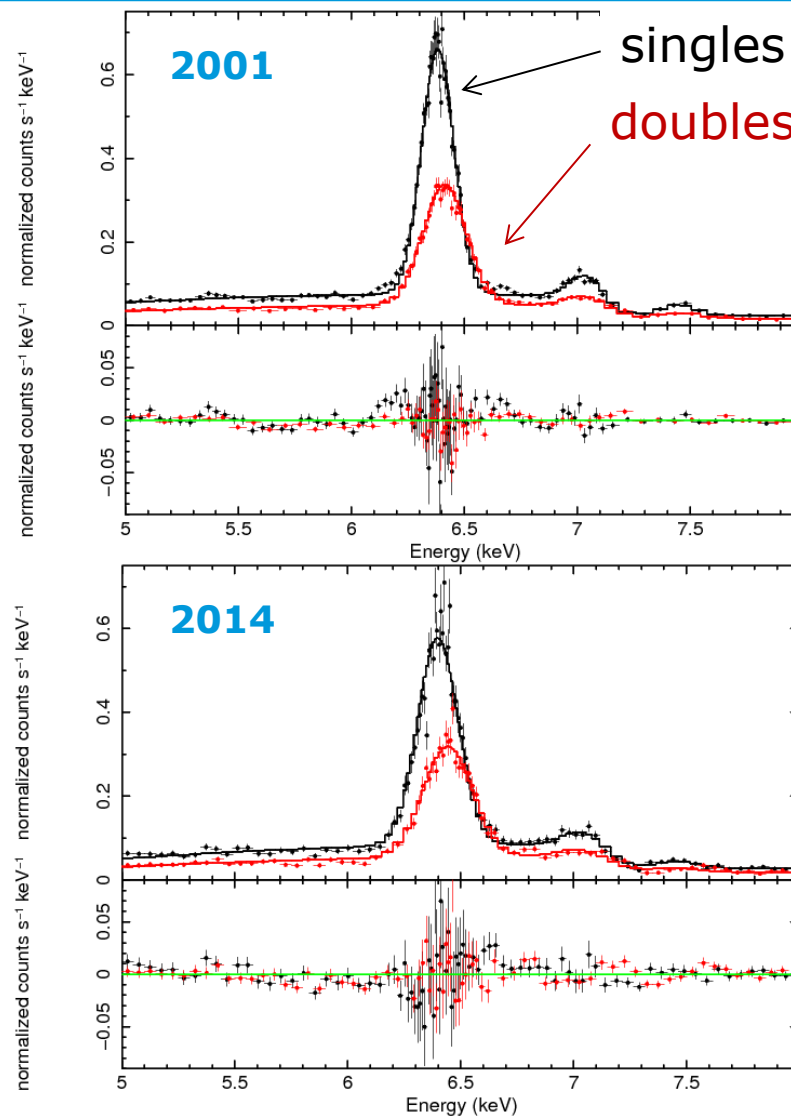 singles
doubles
2001
normalized counts s⁻¹ keV⁻¹
0.6
0.4
0.2
0
normalized counts s⁻¹ keV⁻¹
0.05
0
−0.05
5 5.5 6 6.5 7 7.5
Energy (keV)
2014
normalized counts s⁻¹ keV⁻¹
0.6
0.4
0.2
0
normalized counts s⁻¹ keV⁻¹
0.05
0
−0.05
5 5.5 6 6.5 7 7.5
Energy (keV)